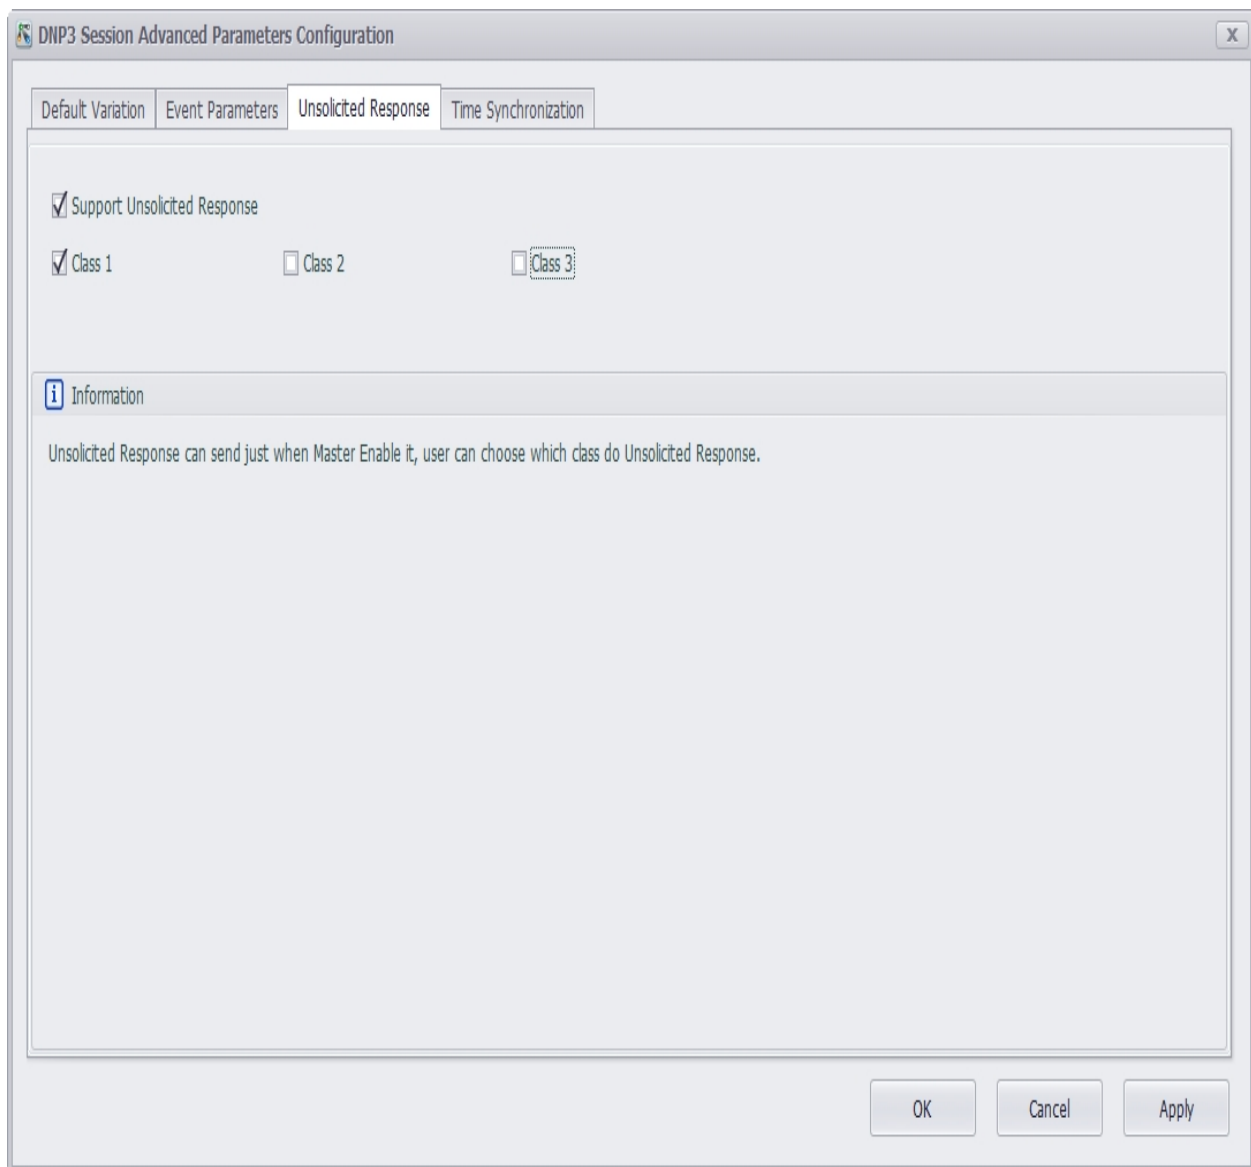 DNP3 Session Advanced Parameters Configuration
X
Default Variation Event Parameters Unsolicited Response Time Synchronization
Support Unsolicited Response
Class 1 Class 2 Class 3
i Information
Unsolicited Response can send just when Master Enable it, user can choose which class do Unsolicited Response.
OK Cancel Apply